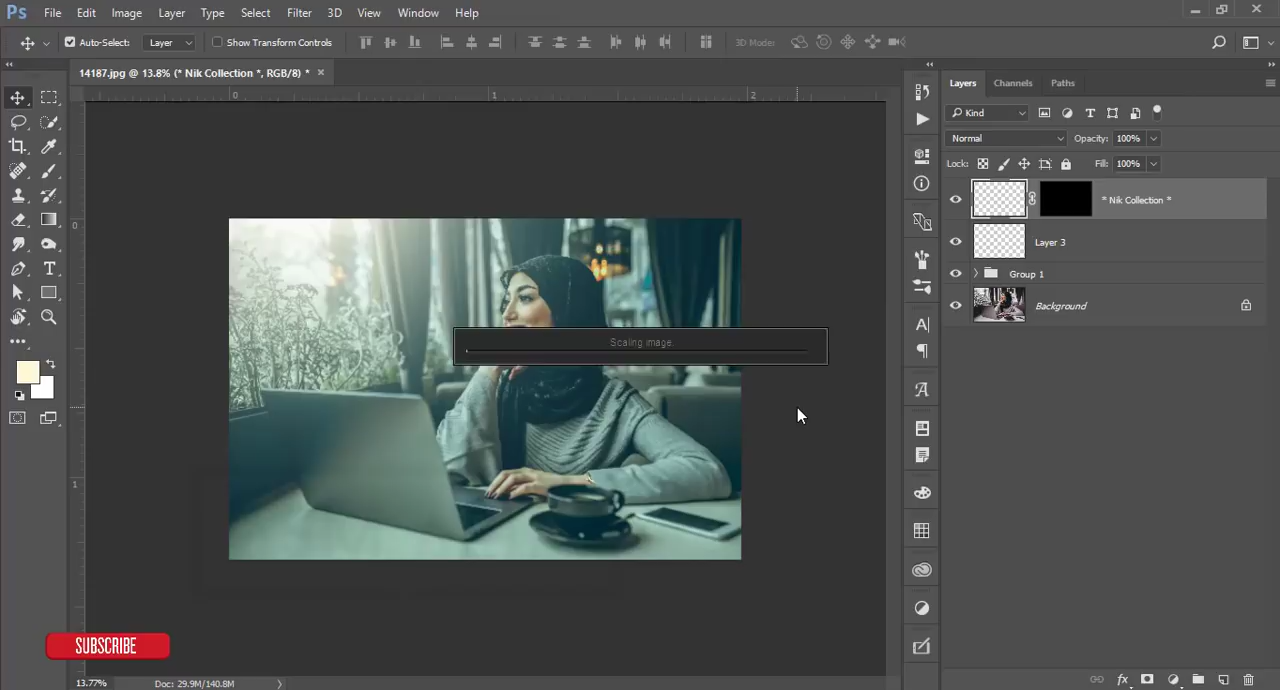 Ps File Edit Image Layer Type Select Filter 3D View Window Help
Auto-Select: Layer Show Transform Controls 3D Mode:
14187.jpg @ 13.8% (* Nik Collection *, RGB/8) * ×
0 1 2
0
1
Scaling image.
Layers Channels Paths
Kind
Normal Opacity: 100%
Lock: Fill: 100%
* Nik Collection *
Layer 3
Group 1
Background
SUBSCRIBE
13.77% Doc: 29.9M/140.8M